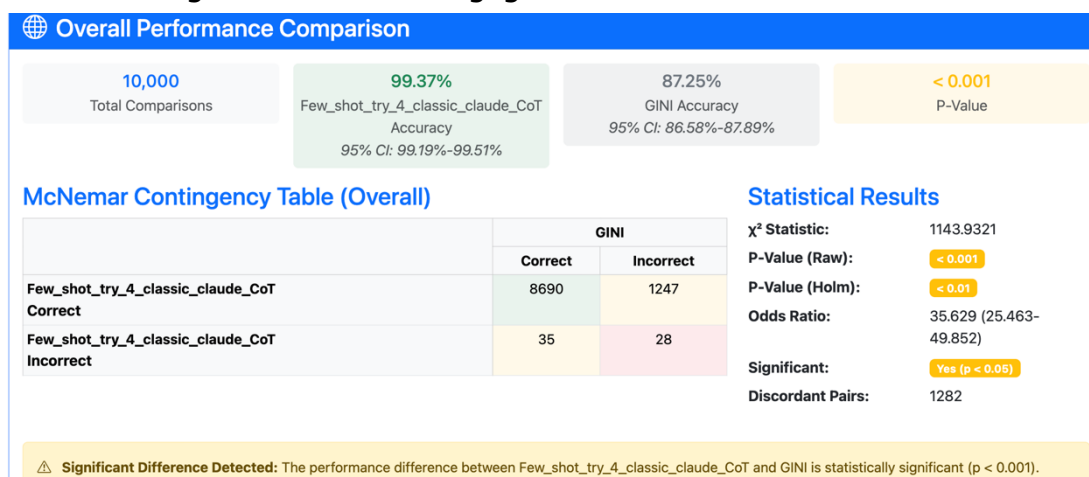 Overall Performance Comparison
10,000
Total Comparisons
99.37%
Few_shot_try_4_classic_claude_CoT
Accuracy
95% CI: 99.19%-99.51%
87.25%
GINI Accuracy
95% CI: 86.58%-87.89%
< 0.001
P-Value
McNemar Contingency Table (Overall)
GINI
Correct Incorrect
Few_shot_try_4_classic_claude_CoT
Correct
8690 1247
Few_shot_try_4_classic_claude_CoT
Incorrect
35 28
Statistical Results
χ² Statistic: 1143.9321
P-Value (Raw): < 0.001
P-Value (Holm): < 0.01
Odds Ratio: 35.629 (25.463-
49.852)
Significant: Yes (p < 0.05)
Discordant Pairs: 1282
⚠ Significant Difference Detected: The performance difference between Few_shot_try_4_classic_claude_CoT and GINI is statistically significant (p < 0.001).